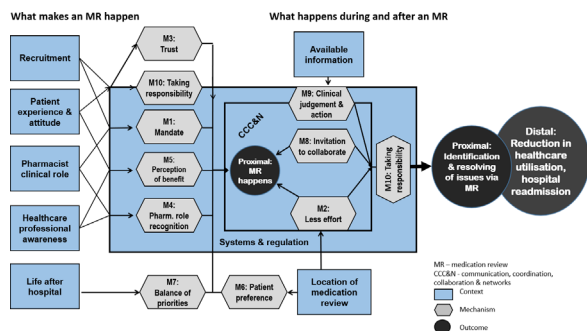 What makes an MR happen
What happens during and after an MR
Recruitment
Patient
experience &
attitude
Pharmacist
clinical role
Healthcare
professional
awareness
Life after
hospital
M3:
Trust
M10: Taking
responsibility
M1:
Mandate
M5:
Perception
of benefit
M4:
Pharm. role
recognition
M7:
Balance of
priorities
M6: Patient
preference
Available
information
M9: Clinical
judgement &
action
CCC&N
M8: Invitation
to collaborate
Proximal: MR
happens
M2:
Less effort
M10: Taking
responsibility
Systems & regulation
Location of
medication
review
Proximal:
Identification &
resolving of
issues via
MR
Distal:
Reduction in
healthcare
utilisation,
hospital
readmission
MR – medication review
CCC&N - communication, coordination,
collaboration & networks
Context
Mechanism
Outcome